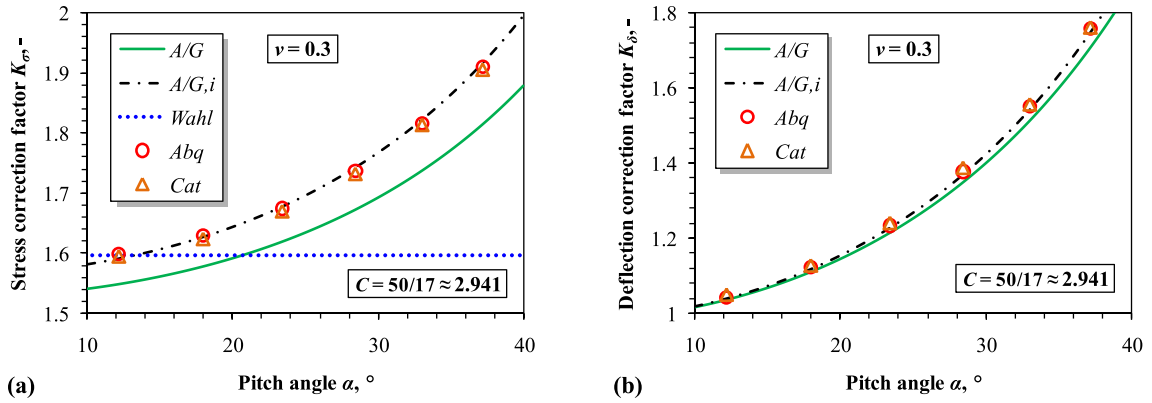 Stress correction factor Kσ,-
2
1.9
1.8
1.7
1.6
1.5
10 20 30 40
Pitch angle α, °
A/G
A/G,i
Wahl
Abq
Cat
ν = 0.3
C = 50/17 ≈ 2.941
(a)
Deflection correction factor Kδ,-
1.8
1.6
1.4
1.2
1
10 20 30 40
Pitch angle α, °
A/G
A/G,i
Abq
Cat
ν = 0.3
C = 50/17 ≈ 2.941
(b)